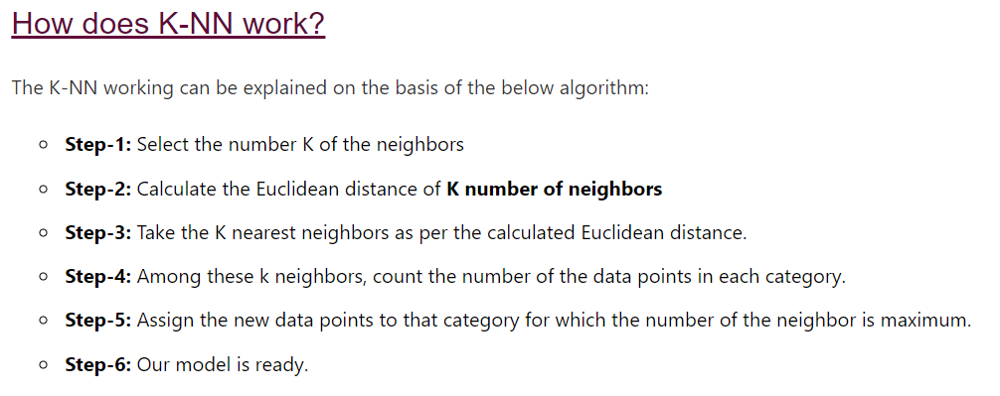 How does K-NN work?
The K-NN working can be explained on the basis of the below algorithm:
Step-1: Select the number K of the neighbors
Step-2: Calculate the Euclidean distance of K number of neighbors
Step-3: Take the K nearest neighbors as per the calculated Euclidean distance.
Step-4: Among these k neighbors, count the number of the data points in each category.
Step-5: Assign the new data points to that category for which the number of the neighbor is maximum.
Step-6: Our model is ready.